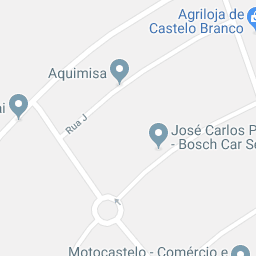 Agriloja de
Castelo Branco
Aquimisa
Rua J
José Carlos P
- Bosch Car Se
Motocastelo - Comércio e